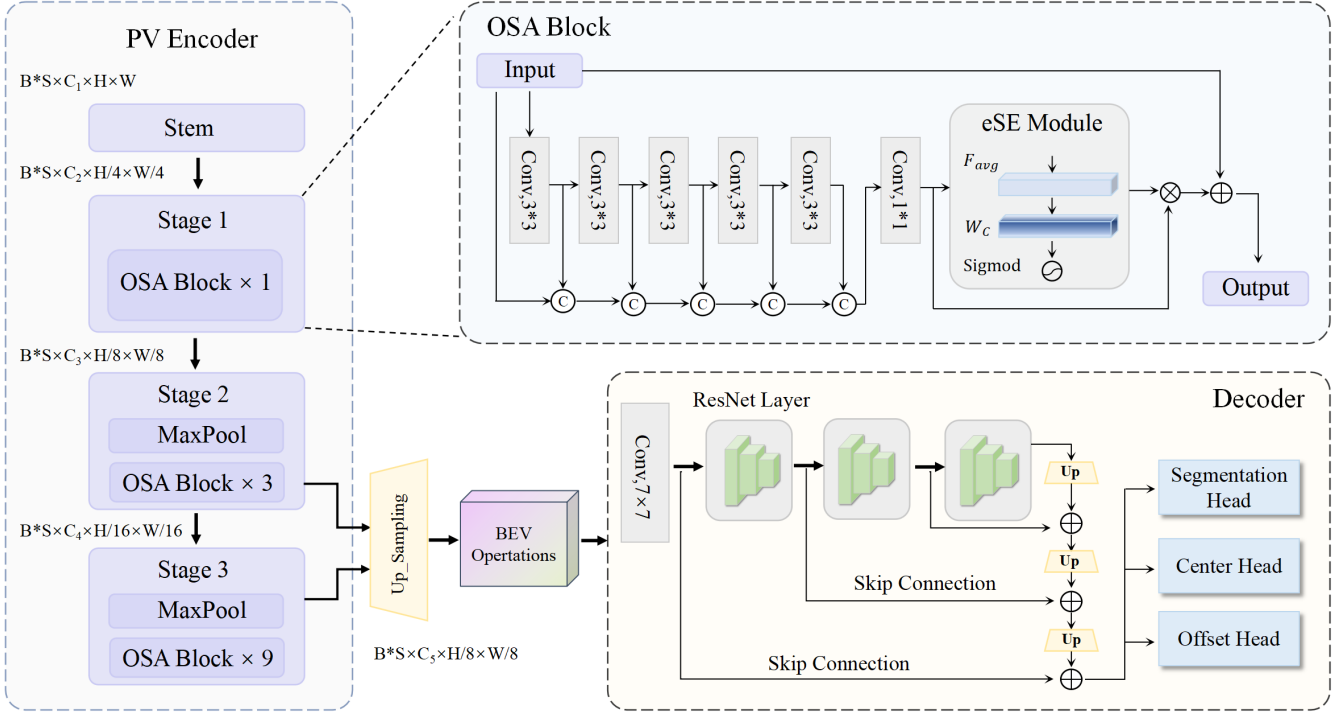 PV Encoder
B*S×C₁×H×W
Stem
B*S×C₂×H/4×W/4
Stage 1
OSA Block × 1
B*S×C₃×H/8×W/8
Stage 2
MaxPool
OSA Block × 3
B*S×C₄×H/16×W/16
Stage 3
MaxPool
OSA Block × 9
OSA Block
Input
Conv,3*3
Conv,3*3
Conv,3*3
Conv,3*3
Conv,3*3
Conv,1*1
C
C
C
C
C
eSE Module
F_avg
W_C
Sigmod
Output
Up_Sampling
BEV
Opertations
B*S×C₅×H/8×W/8
Decoder
Conv,7×7
ResNet Layer
Up
Up
Up
Skip Connection
Skip Connection
Segmentation
Head
Center Head
Offset Head